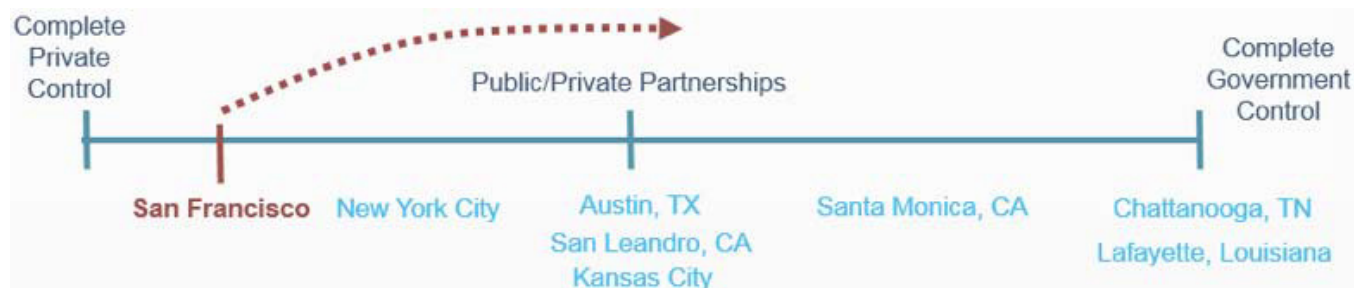 Complete
Private
Control
Public/Private Partnerships
Complete
Government
Control
San Francisco
New York City
Austin, TX
San Leandro, CA
Kansas City
Santa Monica, CA
Chattanooga, TN
Lafayette, Louisiana